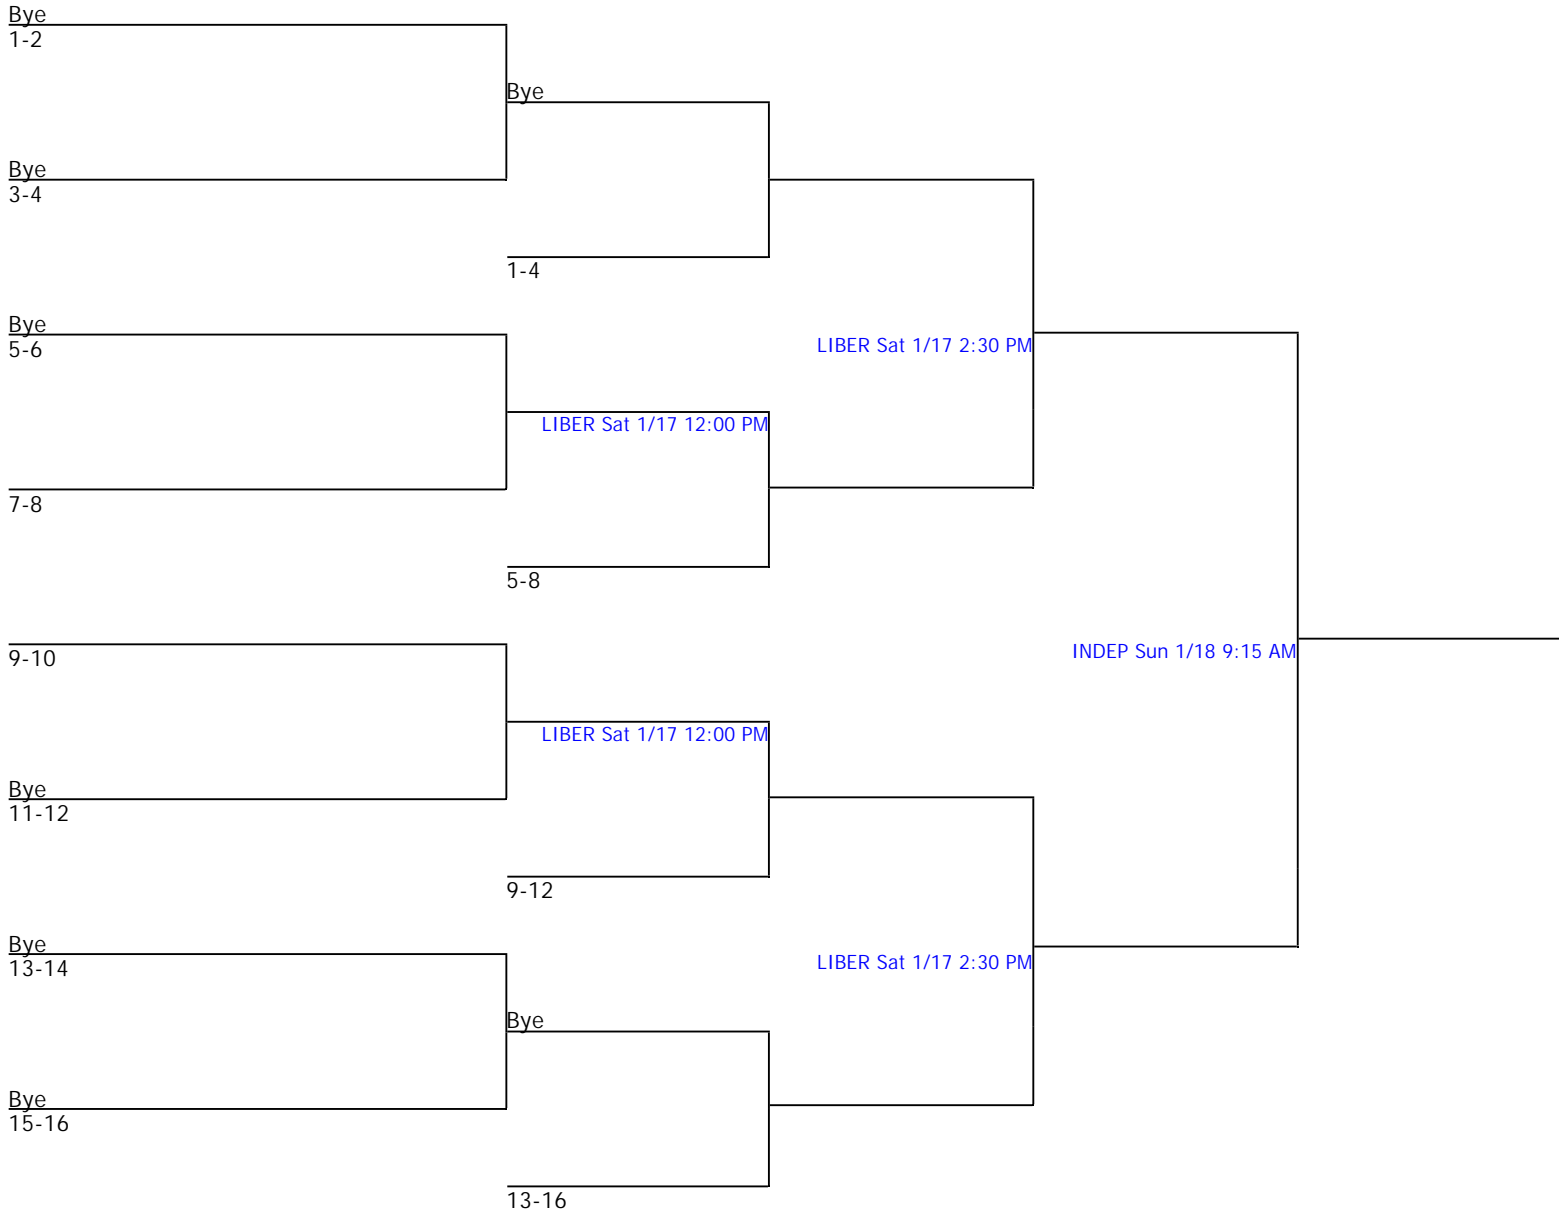 Bye
1-2
Bye
Bye
3-4
1-4
Bye
5-6
LIBER Sat 1/17 2:30 PM
LIBER Sat 1/17 12:00 PM
7-8
5-8
9-10
INDEP Sun 1/18 9:15 AM
LIBER Sat 1/17 12:00 PM
Bye
11-12
9-12
Bye
13-14
LIBER Sat 1/17 2:30 PM
Bye
Bye
15-16
13-16